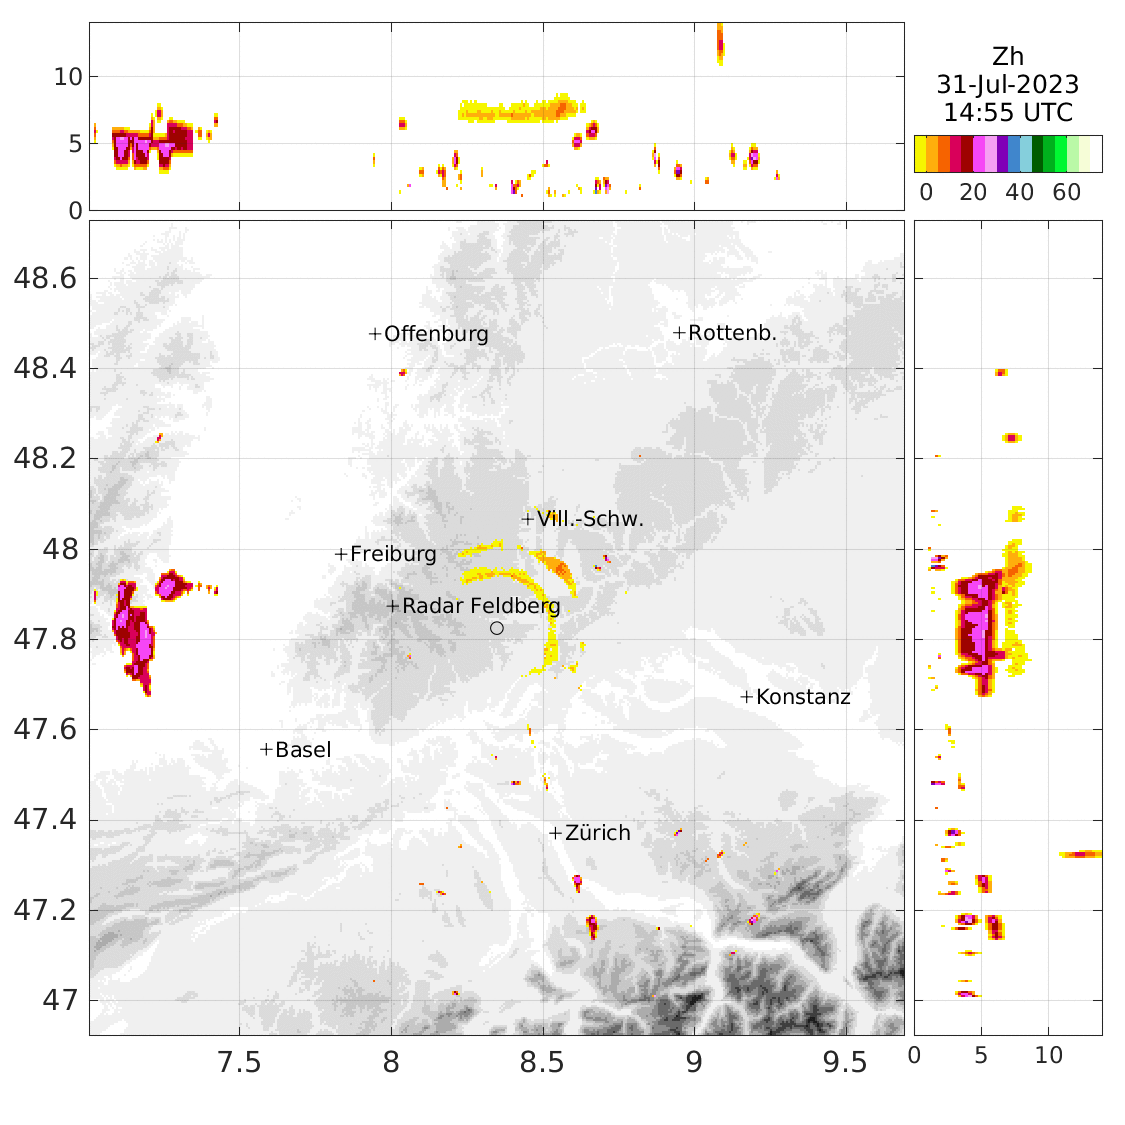 Zh
31-Jul-2023
14:55 UTC
0 20 40 60
10
5
0
48.6
48.4
48.2
48
47.8
47.6
47.4
47.2
47
Offenburg
Rottenb.
Vill.-Schw.
Freiburg
Radar Feldberg
Konstanz
Basel
Zürich
7.5 8 8.5 9 9.5
0 5 10